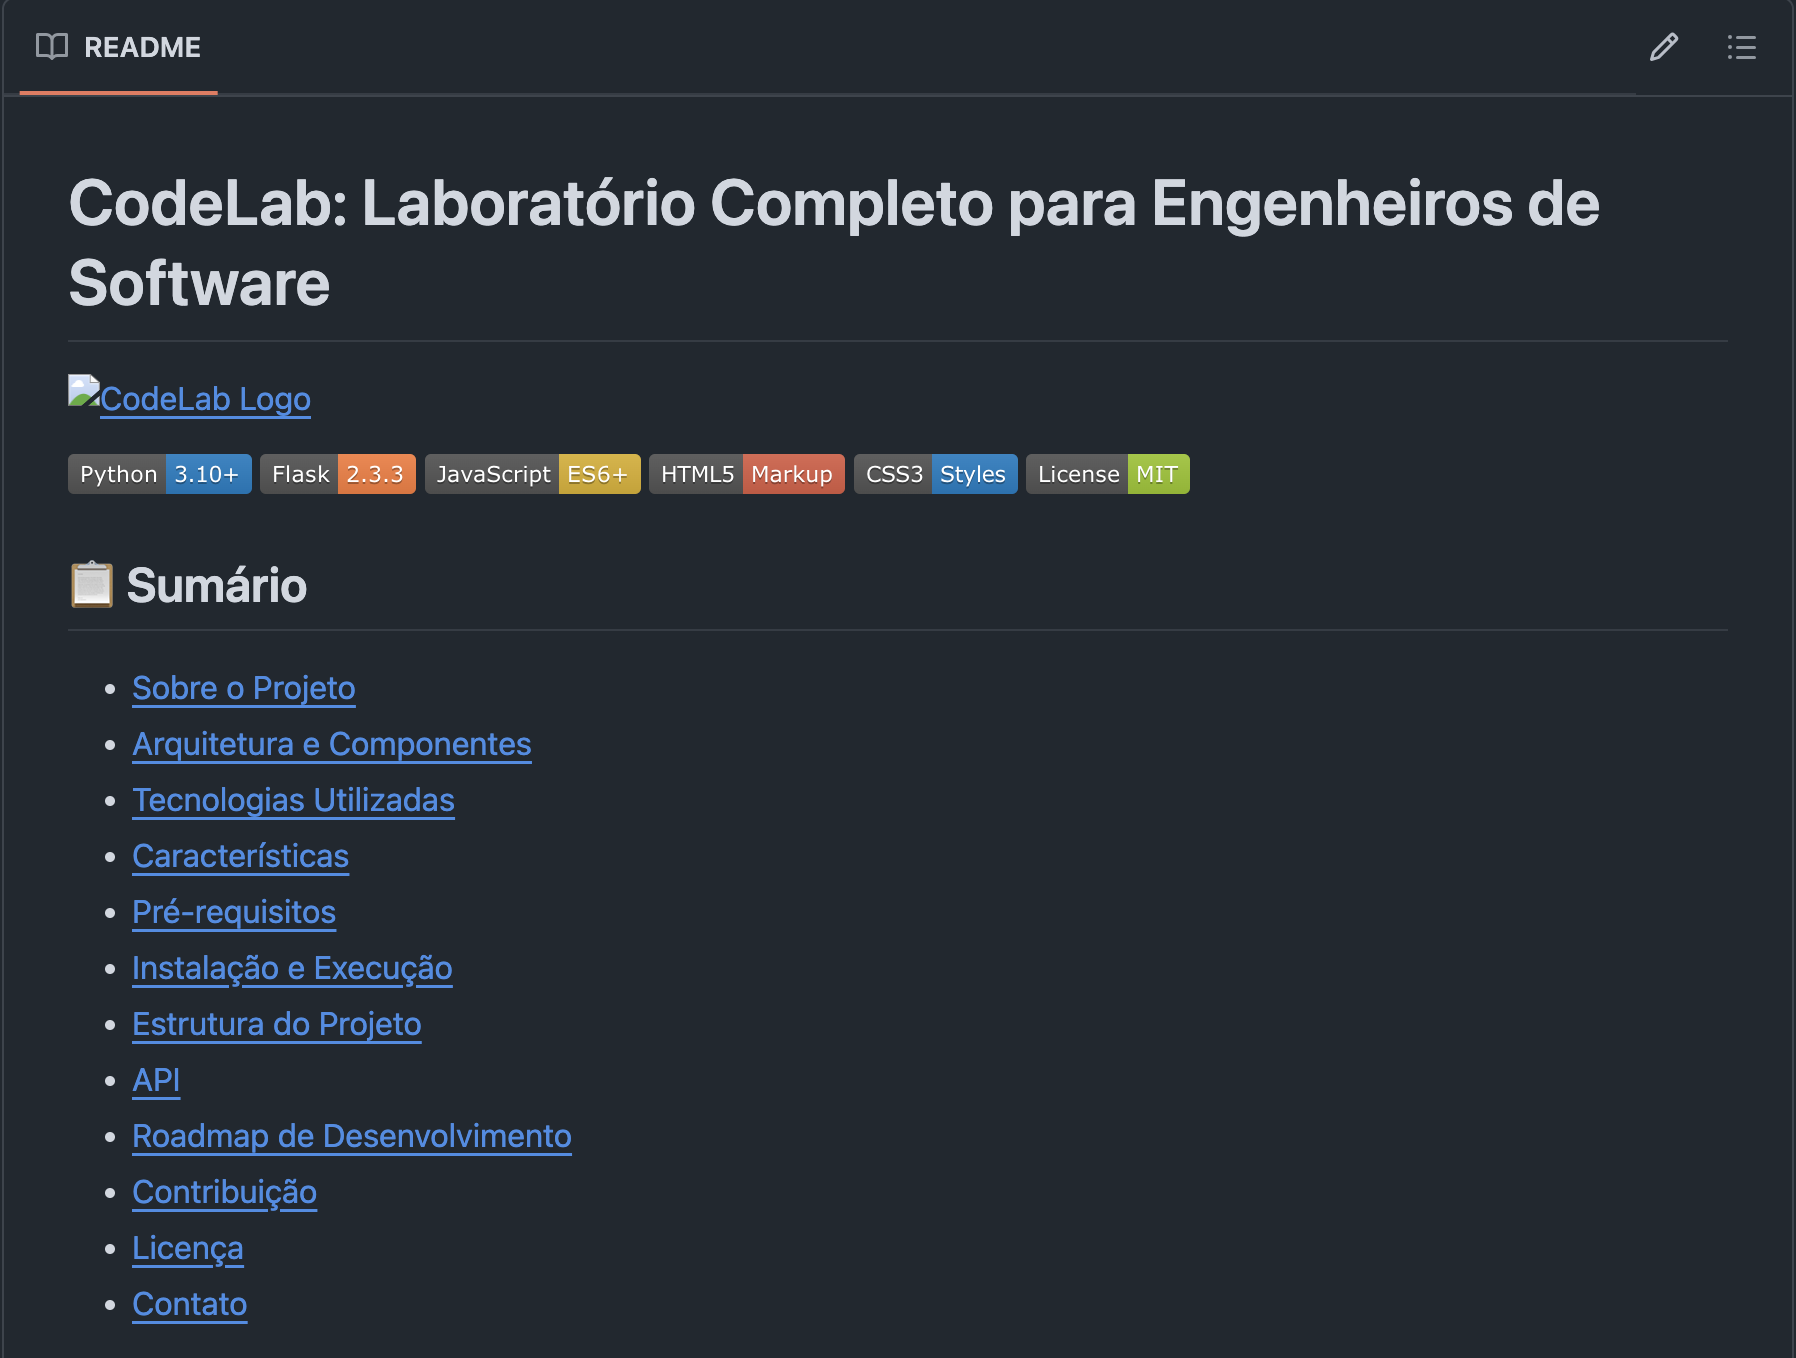 README
CodeLab: Laboratório Completo para Engenheiros de
Software
CodeLab Logo
Python 3.10+ Flask 2.3.3 JavaScript ES6+ HTML5 Markup CSS3 Styles License MIT
📋 Sumário
• Sobre o Projeto
• Arquitetura e Componentes
• Tecnologias Utilizadas
• Características
• Pré-requisitos
• Instalação e Execução
• Estrutura do Projeto
• API
• Roadmap de Desenvolvimento
• Contribuição
• Licença
• Contato